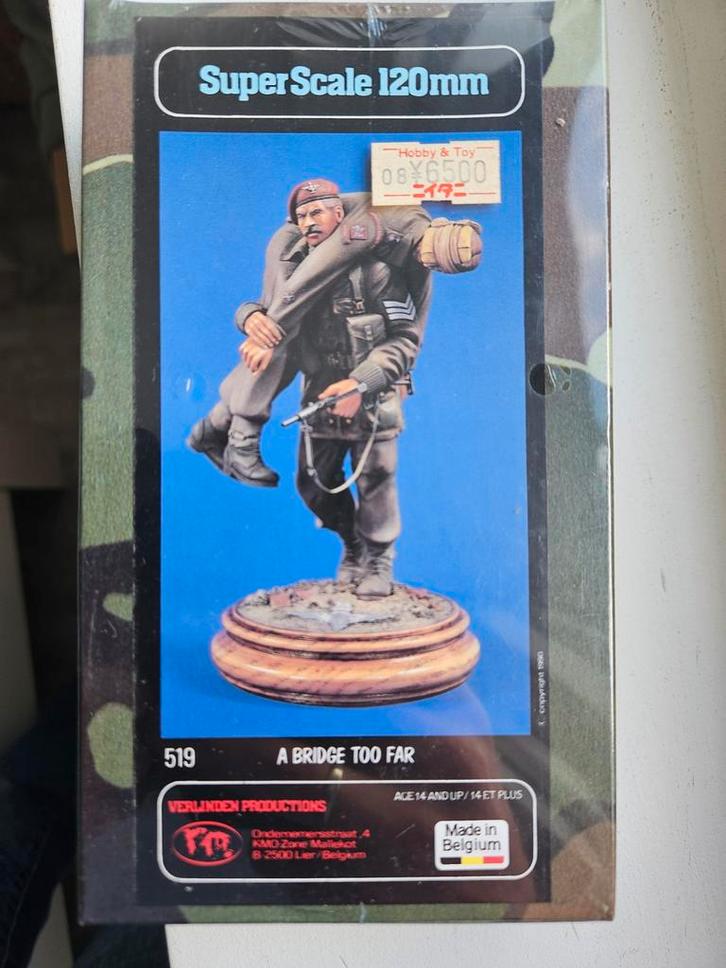 SuperScale 120mm
Hobby & Toy
08¥6500
ニイタニ
© copyright 1990
519
A BRIDGE TOO FAR
AGE 14 AND UP / 14 ET PLUS
VERLINDEN PRODUCTIONS
VP
Ondernemersstraat, 4
KMO-Zone Mallekot
B-2500 Lier/Belgium
Made in
Belgium